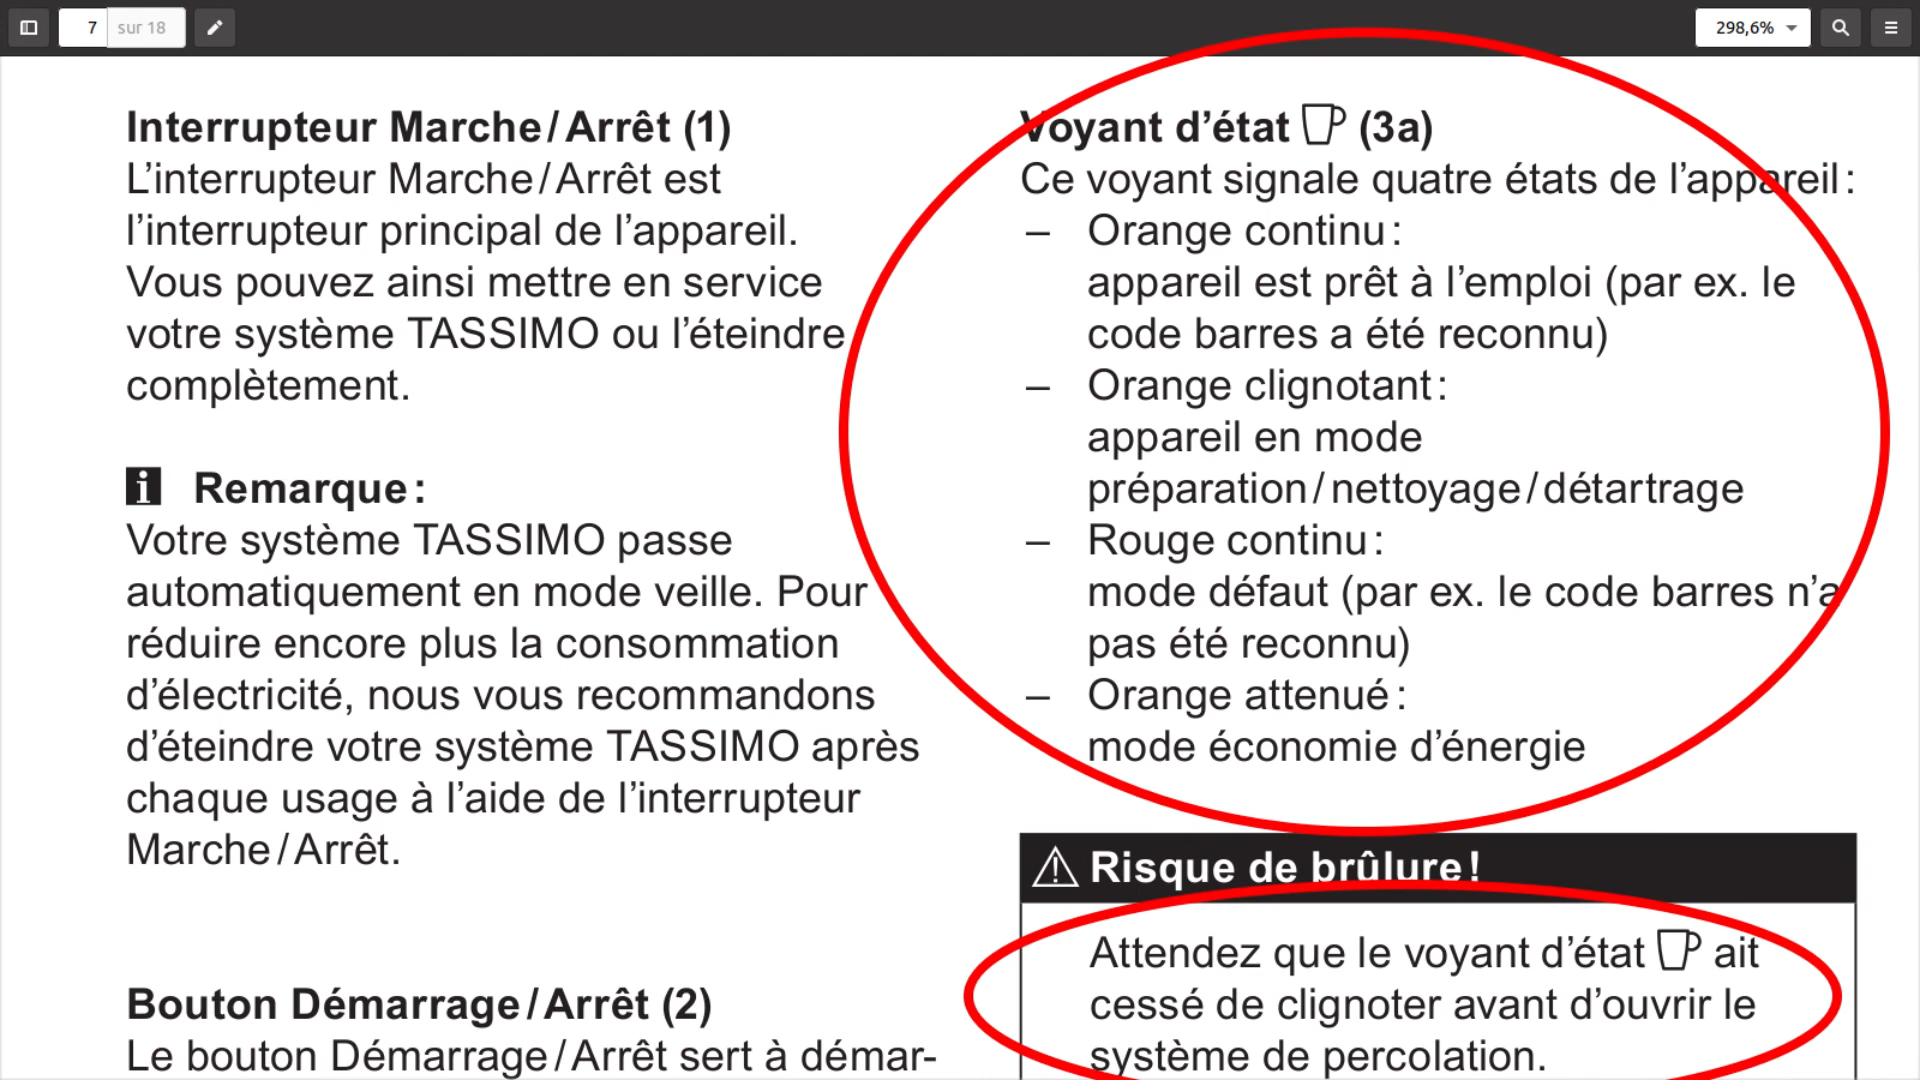 7 sur 18
298,6%
Interrupteur Marche/Arrêt (1)
L’interrupteur Marche/Arrêt est
l’interrupteur principal de l’appareil.
Vous pouvez ainsi mettre en service
votre système TASSIMO ou l’éteindre
complètement.
i Remarque:
Votre système TASSIMO passe
automatiquement en mode veille. Pour
réduire encore plus la consommation
d’électricité, nous vous recommandons
d’éteindre votre système TASSIMO après
chaque usage à l’aide de l’interrupteur
Marche/Arrêt.
Bouton Démarrage/Arrêt (2)
Le bouton Démarrage/Arrêt sert à démar-
Voyant d’état (3a)
Ce voyant signale quatre états de l’appareil:
– Orange continu:
appareil est prêt à l’emploi (par ex. le
code barres a été reconnu)
– Orange clignotant:
appareil en mode
préparation/nettoyage/détartrage
– Rouge continu:
mode défaut (par ex. le code barres n’a
pas été reconnu)
– Orange attenué:
mode économie d’énergie
Risque de brûlure!
Attendez que le voyant d’état ait
cessé de clignoter avant d’ouvrir le
système de percolation.